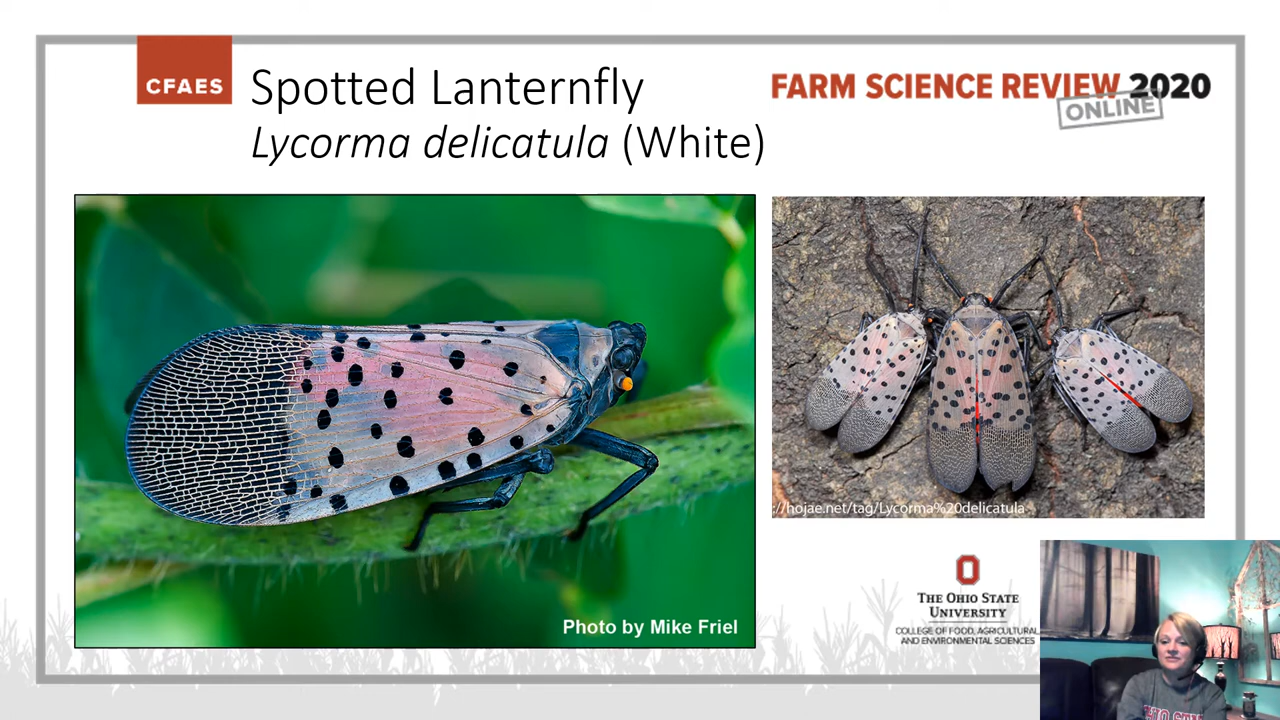 CFAES
Spotted Lanternfly
Lycorma delicatula (White)
FARM SCIENCE REVIEW 2020
ONLINE
Photo by Mike Friel
://hojae.net/tag/Lycorma%20delicatula
THE OHIO STATE
UNIVERSITY
COLLEGE OF FOOD, AGRICULTURAL
AND ENVIRONMENTAL SCIENCES